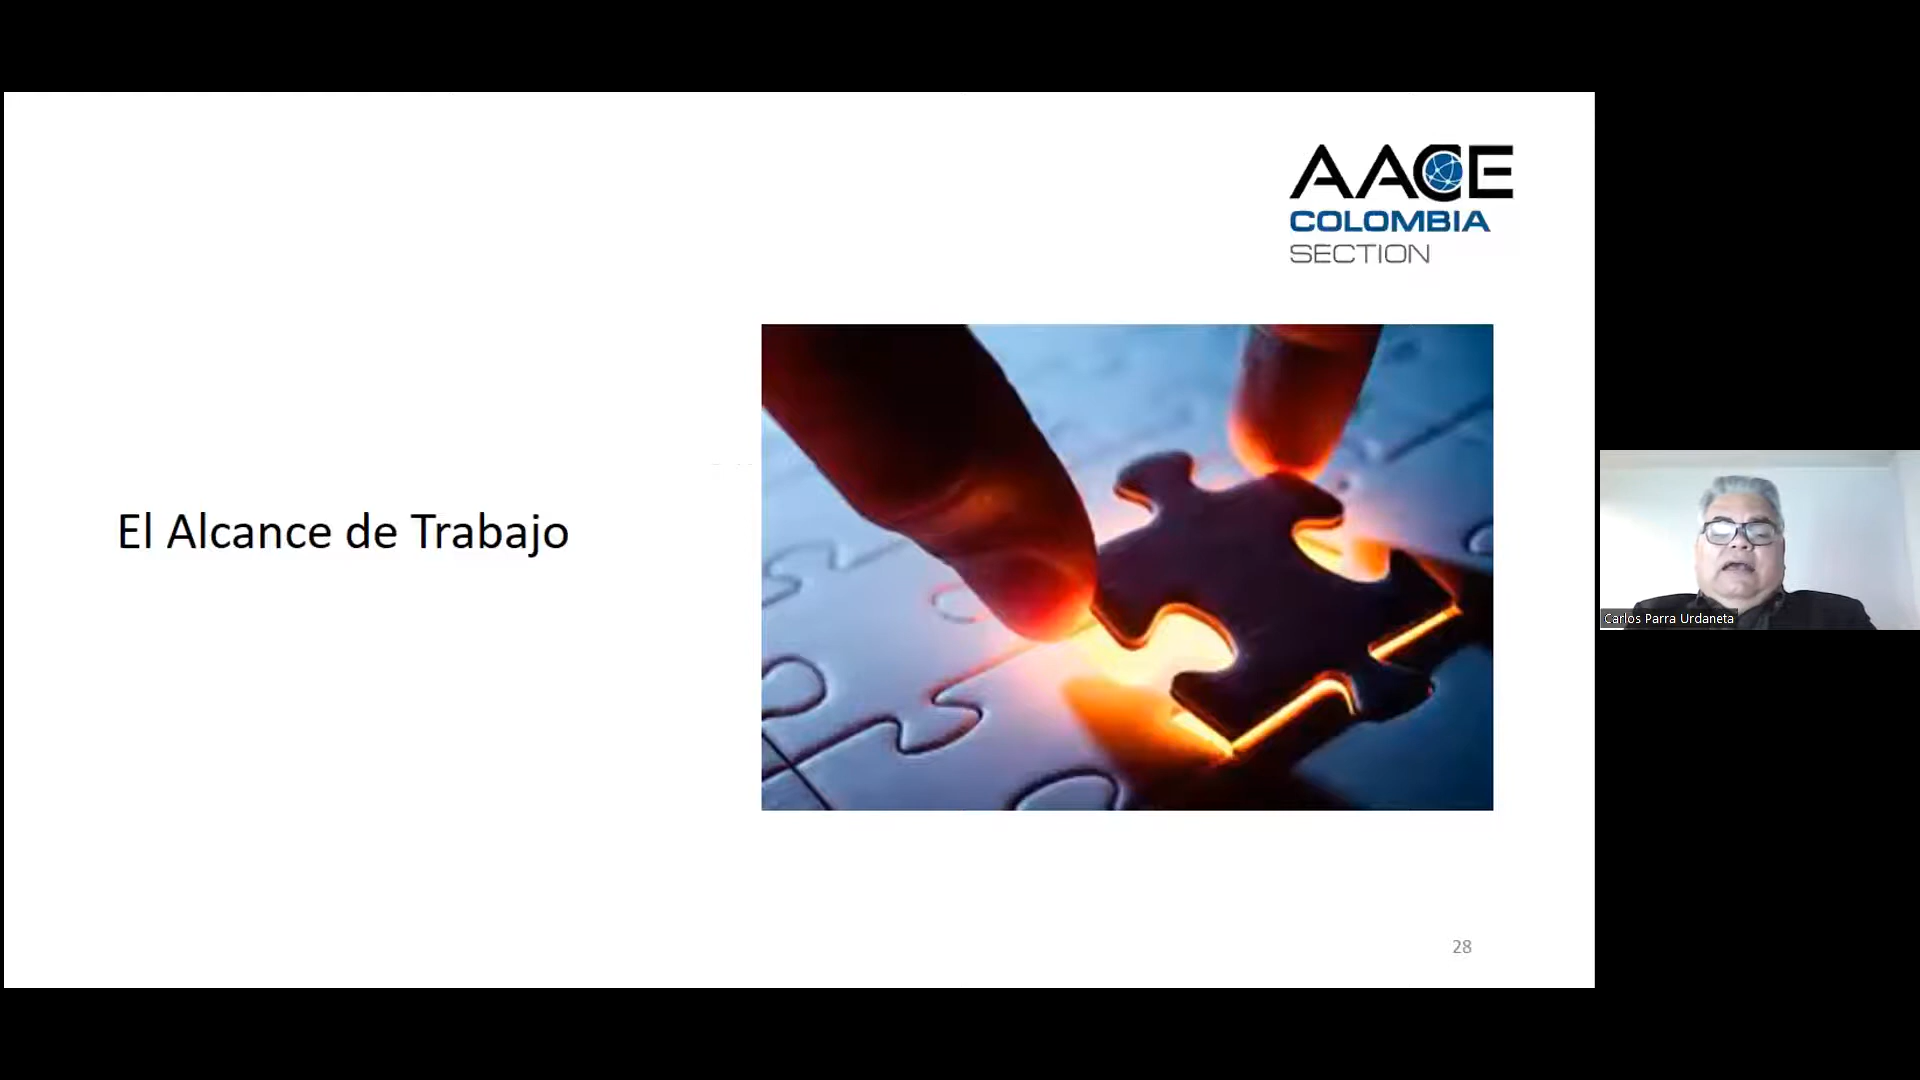 AACE
COLOMBIA
SECTION
El Alcance de Trabajo
Carlos Parra Urdaneta
28